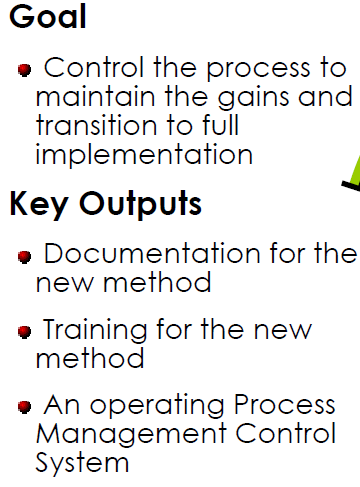 Goal
Control the process to
maintain the gains and
transition to full
implementation
Key Outputs
Documentation for the
new method
Training for the new
method
An operating Process
Management Control
System